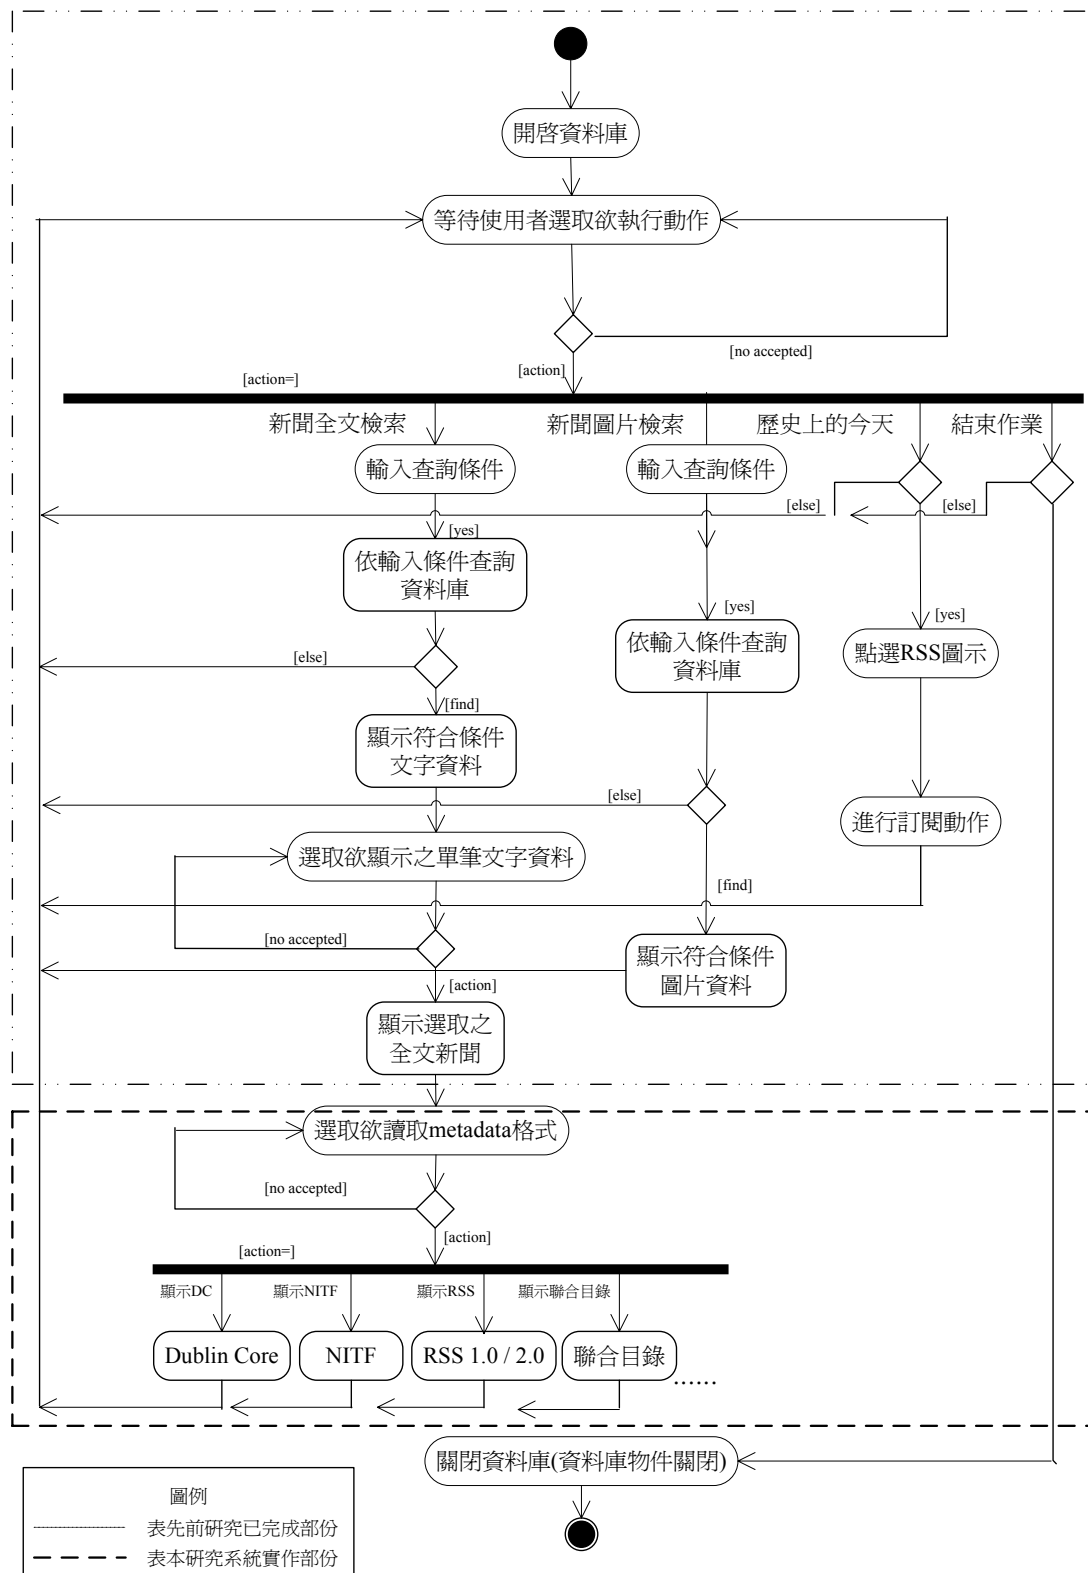 開啓資料庫
等待使用者選取欲執行動作
[no accepted]
[action]
[action=]
新聞全文檢索
新聞圖片檢索
歷史上的今天
結束作業
輸入查詢條件
輸入查詢條件
[else]
[else]
[yes]
依輸入條件查詢
資料庫
[yes]
依輸入條件查詢
資料庫
[yes]
點選RSS圖示
[else]
[find]
顯示符合條件
文字資料
[else]
進行訂閱動作
選取欲顯示之單筆文字資料
[find]
[no accepted]
顯示符合條件
圖片資料
[action]
顯示選取之
全文新聞
選取欲讀取metadata格式
[no accepted]
[action]
[action=]
顯示DC
顯示NITF
顯示RSS
顯示聯合目錄
Dublin Core
NITF
RSS 1.0 / 2.0
聯合目錄
......
關閉資料庫(資料庫物件關閉)
圖例
表先前研究已完成部份
表本研究系統實作部份